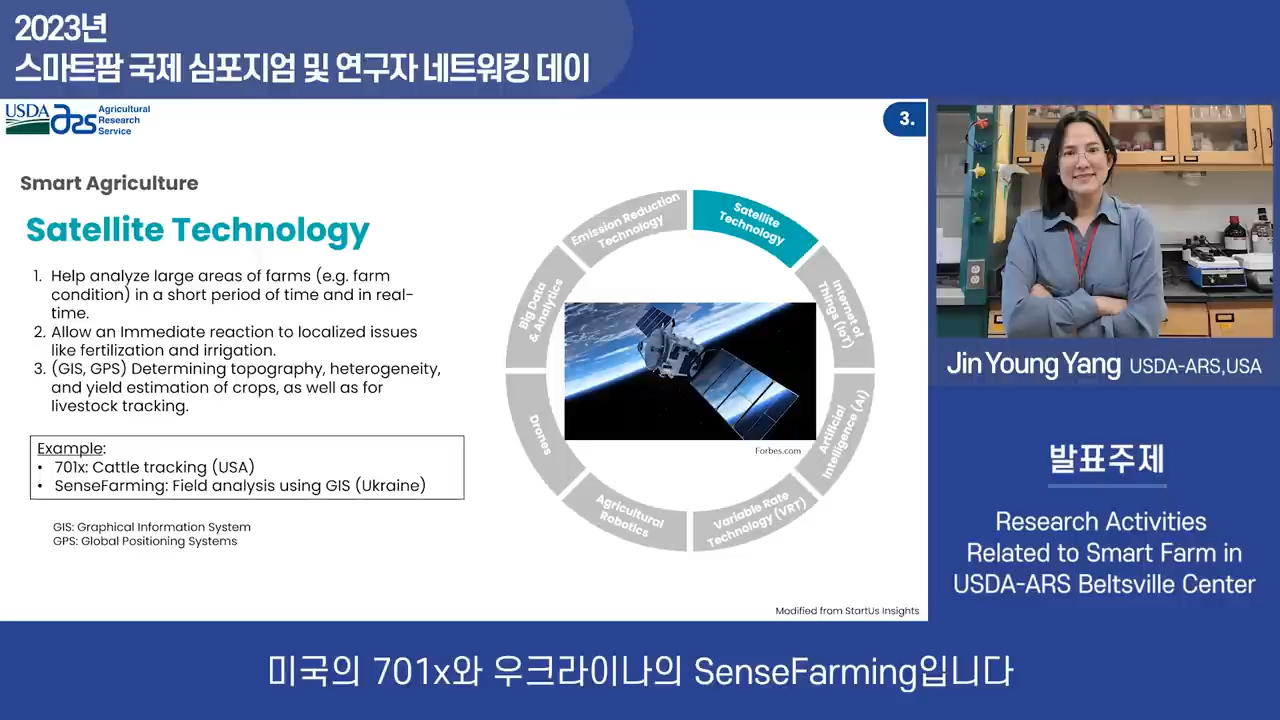 2023년
스마트팜 국제 심포지엄 및 연구자 네트워킹 데이
USDA ars Agricultural
Research
Service
3.
Smart Agriculture
Satellite Technology
1. Help analyze large areas of farms (e.g. farm
condition) in a short period of time and in real-
time.
2. Allow an Immediate reaction to localized issues
like fertilization and irrigation.
3. (GIS, GPS) Determining topography, heterogeneity,
and yield estimation of crops, as well as for
livestock tracking.
Example:
• 701x: Cattle tracking (USA)
• SenseFarming: Field analysis using GIS (Ukraine)
GIS: Graphical Information System
GPS: Global Positioning Systems
Emission Reduction
Technology
Satellite
Technology
Internet of
Things (IoT)
Artificial
Intelligence (AI)
Variable Rate
Technology (VRT)
Agricultural
Robotics
Drones
Big Data
& Analytics
Forbes.com
Modified from StartUs Insights
Jin Young Yang USDA-ARS,USA
발표주제
Research Activities
Related to Smart Farm in
USDA-ARS Beltsville Center
미국의 701x와 우크라이나의 SenseFarming입니다